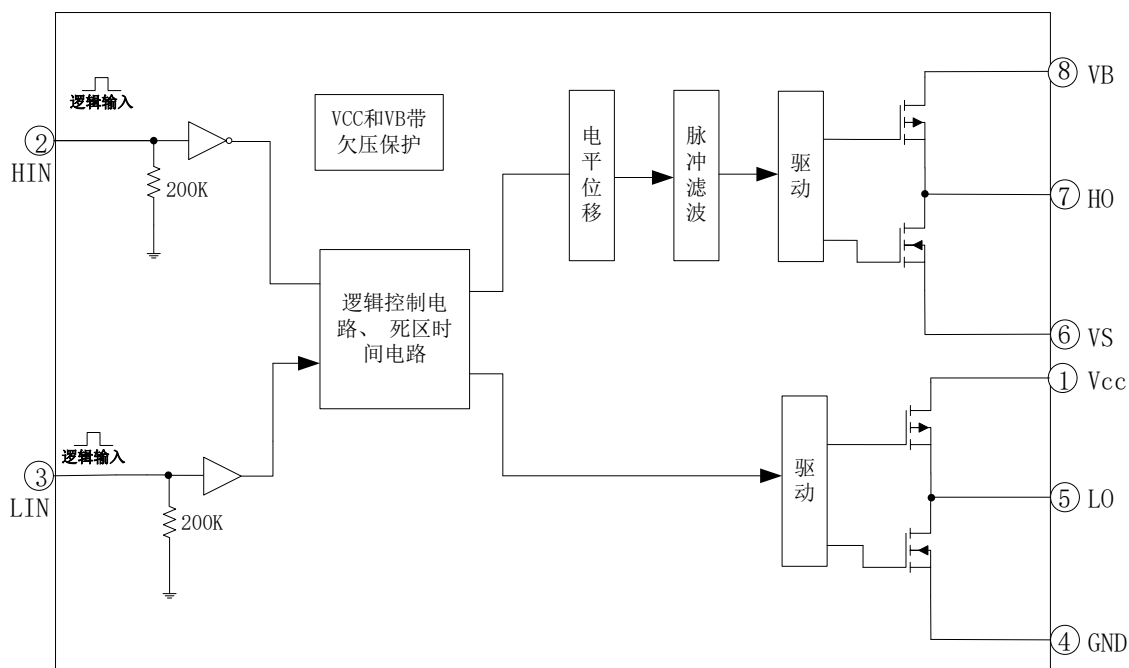 逻辑输入
② HIN
200K
VCC和VB带
欠压保护
电平位移
脉冲滤波
驱动
⑧ VB
⑦ HO
⑥ VS
逻辑控制电
路、 死区时
间电路
① Vcc
逻辑输入
③ LIN
200K
驱动
⑤ LO
④ GND